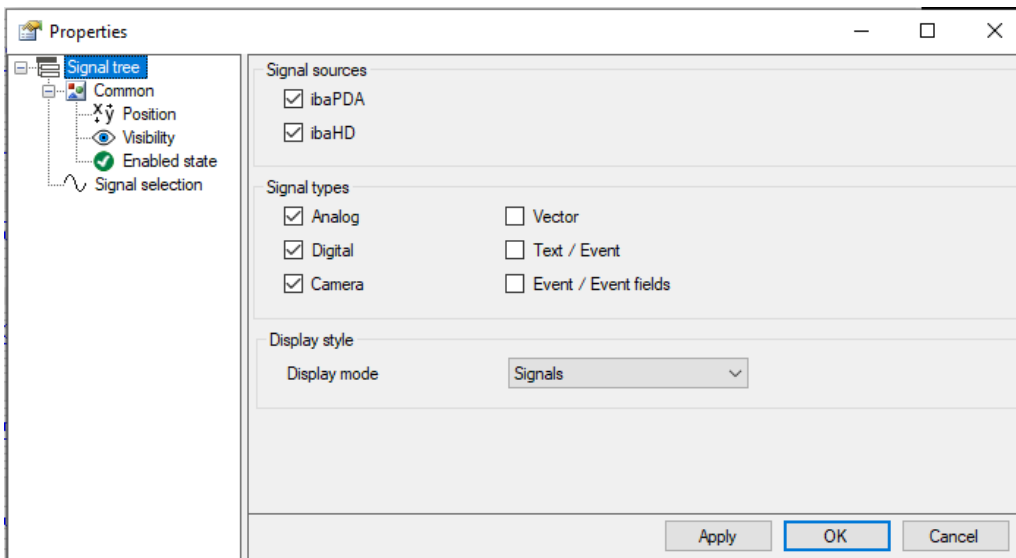 Properties
Signal tree
Common
Position
Visibility
Enabled state
Signal selection
Signal sources
ibaPDA
ibaHD
Signal types
Analog
Vector
Digital
Text / Event
Camera
Event / Event fields
Display style
Display mode
Signals
Apply
OK
Cancel